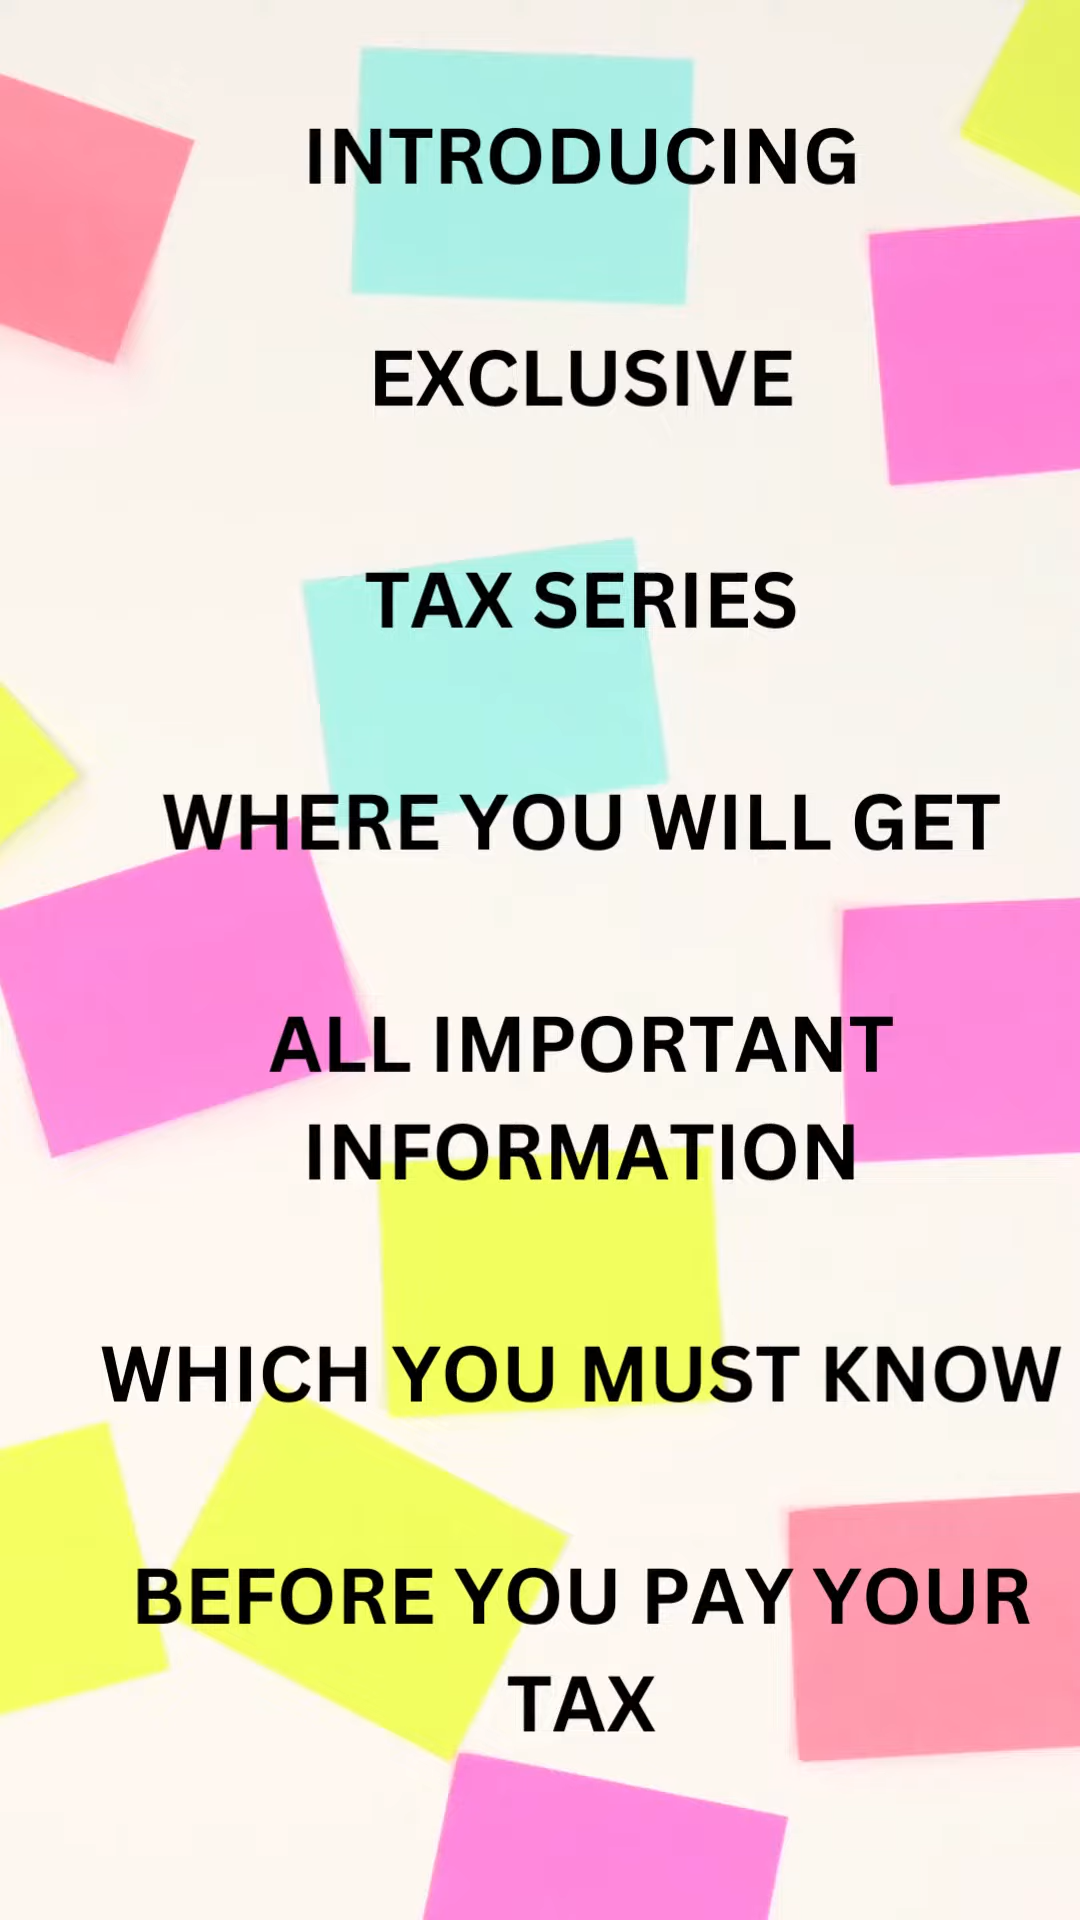 INTRODUCING
EXCLUSIVE
TAX SERIES
WHERE YOU WILL GET
ALL IMPORTANT
INFORMATION
WHICH YOU MUST KNOW
BEFORE YOU PAY YOUR
TAX